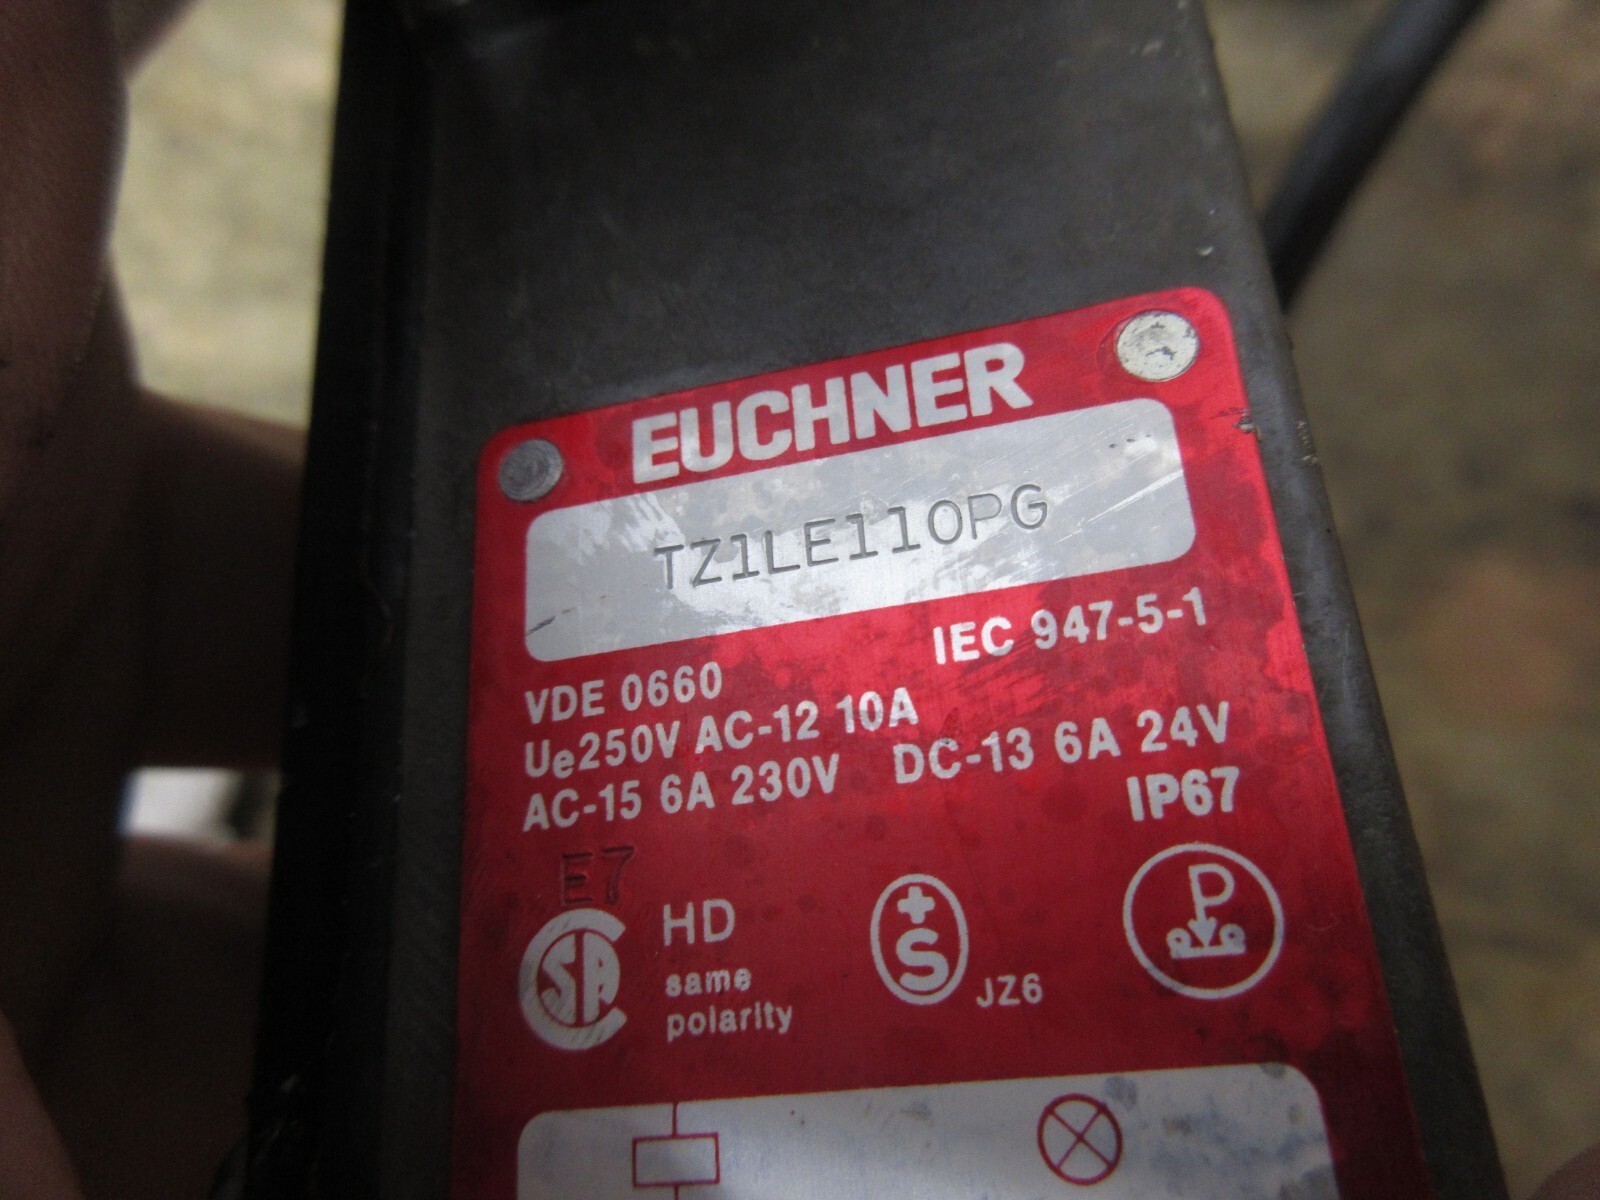 EUCHNER
TZ1LE110PG
IEC 947-5-1
VDE 0660
Ue250V AC-12 10A
AC-15 6A 230V DC-13 6A 24V
IP67
E7
HD
same
polarity
SA
+S
JZ6
P